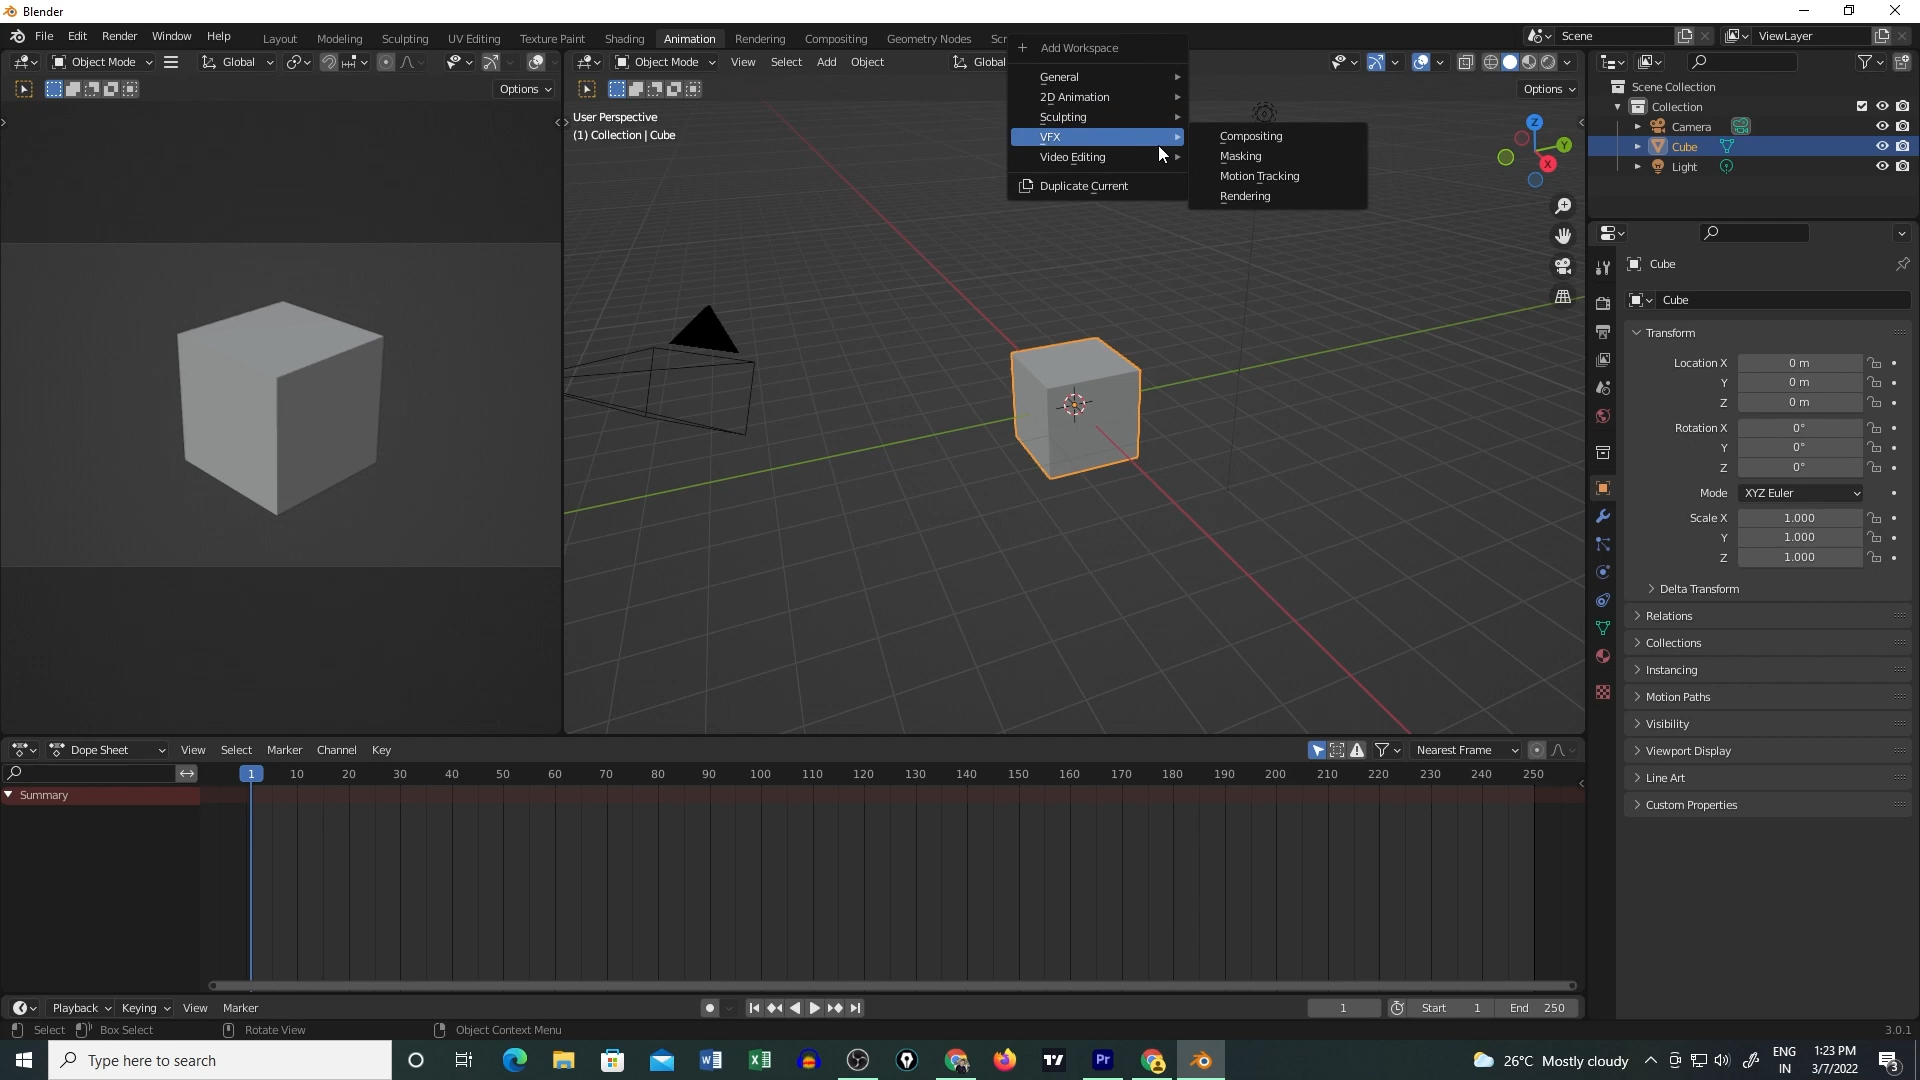 Blender
File Edit Render Window Help Layout Modeling Sculpting UV Editing Texture Paint Shading Animation Rendering Compositing Geometry Nodes Scr Scene ViewLayer
Add Workspace
General
2D Animation
Sculpting
VFX
Video Editing
Duplicate Current
Compositing
Masking
Motion Tracking
Rendering
Object Mode Global
Options
Object Mode View Select Add Object Global
Options
User Perspective
(1) Collection | Cube
Z
Y
X
Scene Collection
Collection
Camera
Cube
Light
Cube
Cube
Transform
Location X 0 m
Y 0 m
Z 0 m
Rotation X 0°
Y 0°
Z 0°
Mode XYZ Euler
Scale X 1.000
Y 1.000
Z 1.000
Delta Transform
Relations
Collections
Instancing
Motion Paths
Visibility
Viewport Display
Line Art
Custom Properties
Dope Sheet View Select Marker Channel Key Nearest Frame
1 10 20 30 40 50 60 70 80 90 100 110 120 130 140 150 160 170 180 190 200 210 220 230 240 250
Summary
Playback Keying View Marker 1 Start 1 End 250
Select Box Select Rotate View Object Context Menu 3.0.1
Type here to search
26°C Mostly cloudy
ENG
IN
1:23 PM
3/7/2022
3
Pr